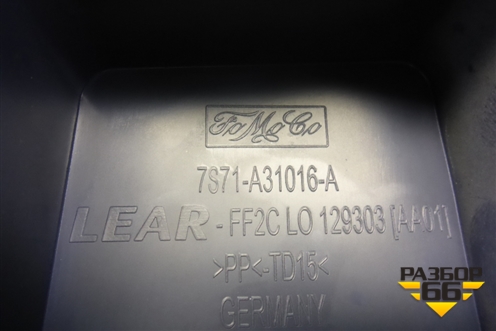 FoMoCo
7S71-A31016-A
LEAR - FF2C LO 129303 [AA01]
>PP<-TD15<
GERMANY
РАЗБОР
66